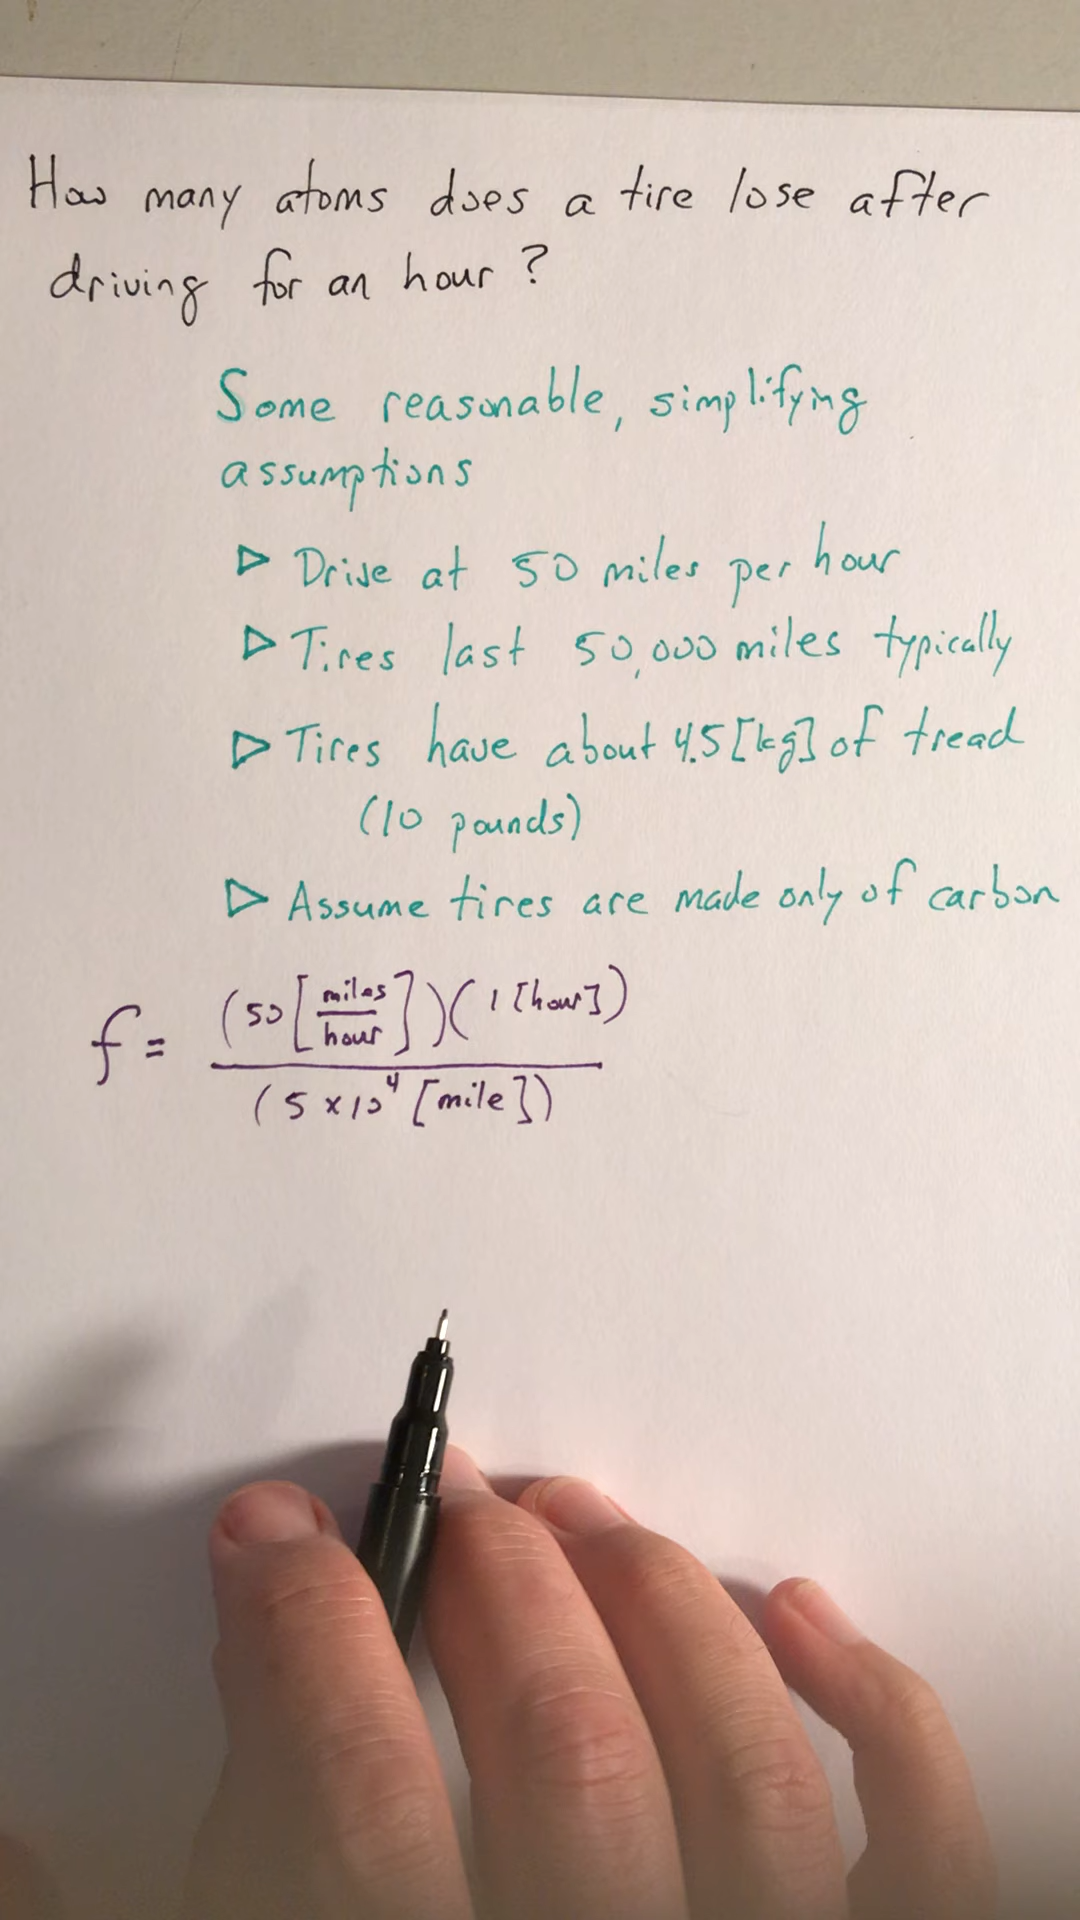 How many atoms does a tire lose after
driving for an hour?
Some reasonable, simplifying
assumptions
▷ Drive at 50 miles per hour
▷ Tires last 50,000 miles typically
▷ Tires have about 4.5 [kg] of tread
(10 pounds)
▷ Assume tires are made only of carbon
f = (50 [miles/hour])(1 [hour])
(5 × 10⁴ [mile])